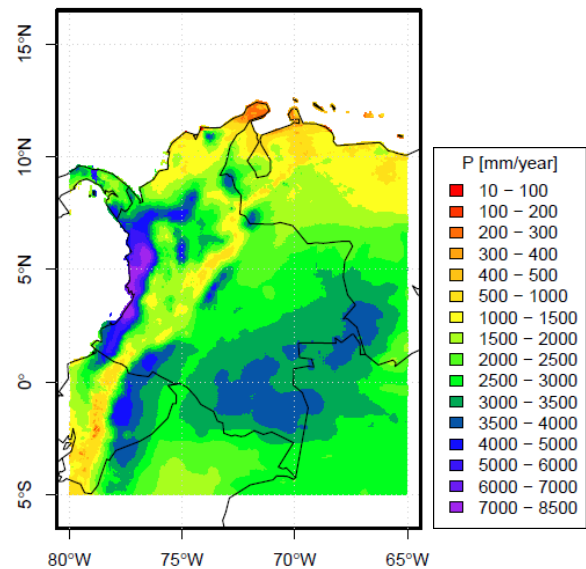 15°N
10°N
5°N
0°
5°S
80°W
75°W
70°W
65°W
P [mm/year]
10 − 100
100 − 200
200 − 300
300 − 400
400 − 500
500 − 1000
1000 − 1500
1500 − 2000
2000 − 2500
2500 − 3000
3000 − 3500
3500 − 4000
4000 − 5000
5000 − 6000
6000 − 7000
7000 − 8500